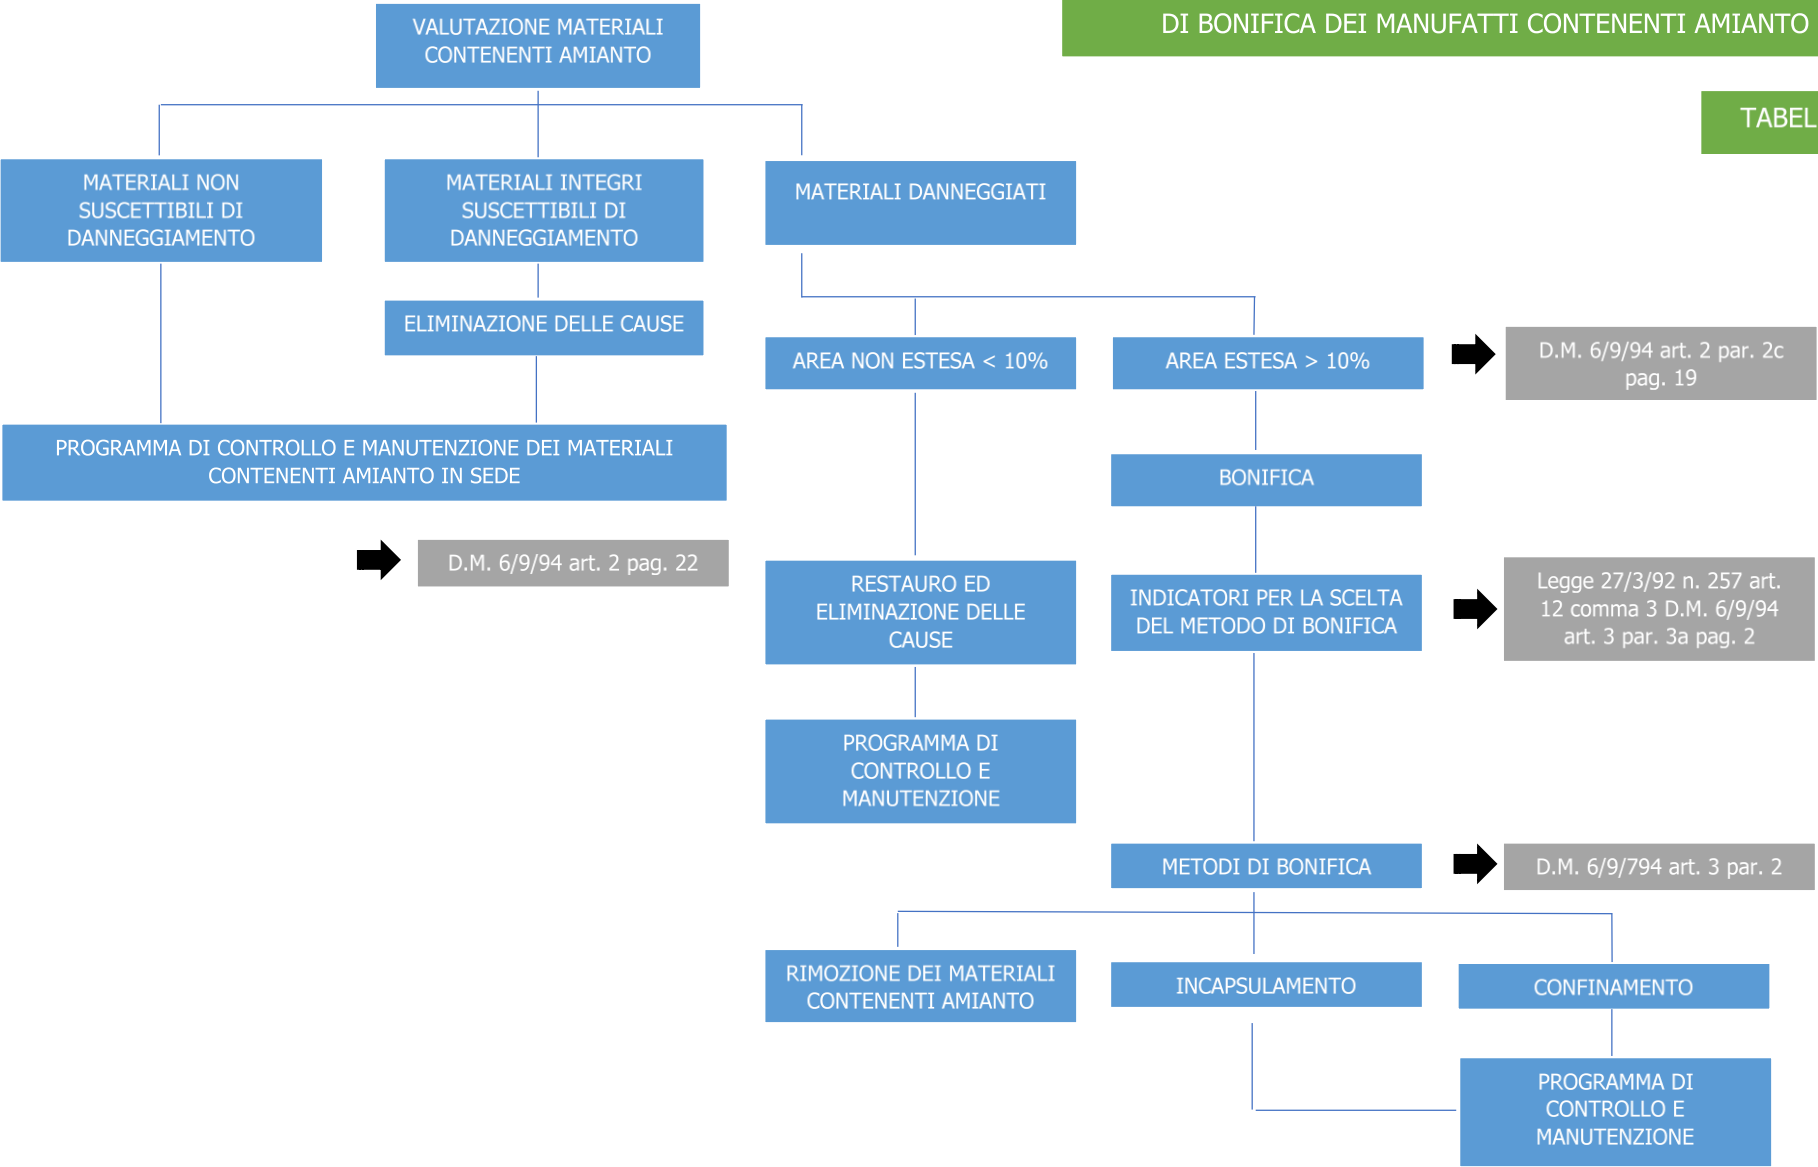 DI BONIFICA DEI MANUFATTI CONTENENTI AMIANTO
TABEL
VALUTAZIONE MATERIALI
CONTENENTI AMIANTO
MATERIALI NON
SUSCETTIBILI DI
DANNEGGIAMENTO
MATERIALI INTEGRI
SUSCETTIBILI DI
DANNEGGIAMENTO
MATERIALI DANNEGGIATI
ELIMINAZIONE DELLE CAUSE
AREA NON ESTESA < 10%
AREA ESTESA > 10%
D.M. 6/9/94 art. 2 par. 2c
pag. 19
PROGRAMMA DI CONTROLLO E MANUTENZIONE DEI MATERIALI
CONTENENTI AMIANTO IN SEDE
BONIFICA
D.M. 6/9/94 art. 2 pag. 22
RESTAURO ED
ELIMINAZIONE DELLE
CAUSE
INDICATORI PER LA SCELTA
DEL METODO DI BONIFICA
Legge 27/3/92 n. 257 art.
12 comma 3 D.M. 6/9/94
art. 3 par. 3a pag. 2
PROGRAMMA DI
CONTROLLO E
MANUTENZIONE
METODI DI BONIFICA
D.M. 6/9/794 art. 3 par. 2
RIMOZIONE DEI MATERIALI
CONTENENTI AMIANTO
INCAPSULAMENTO
CONFINAMENTO
PROGRAMMA DI
CONTROLLO E
MANUTENZIONE